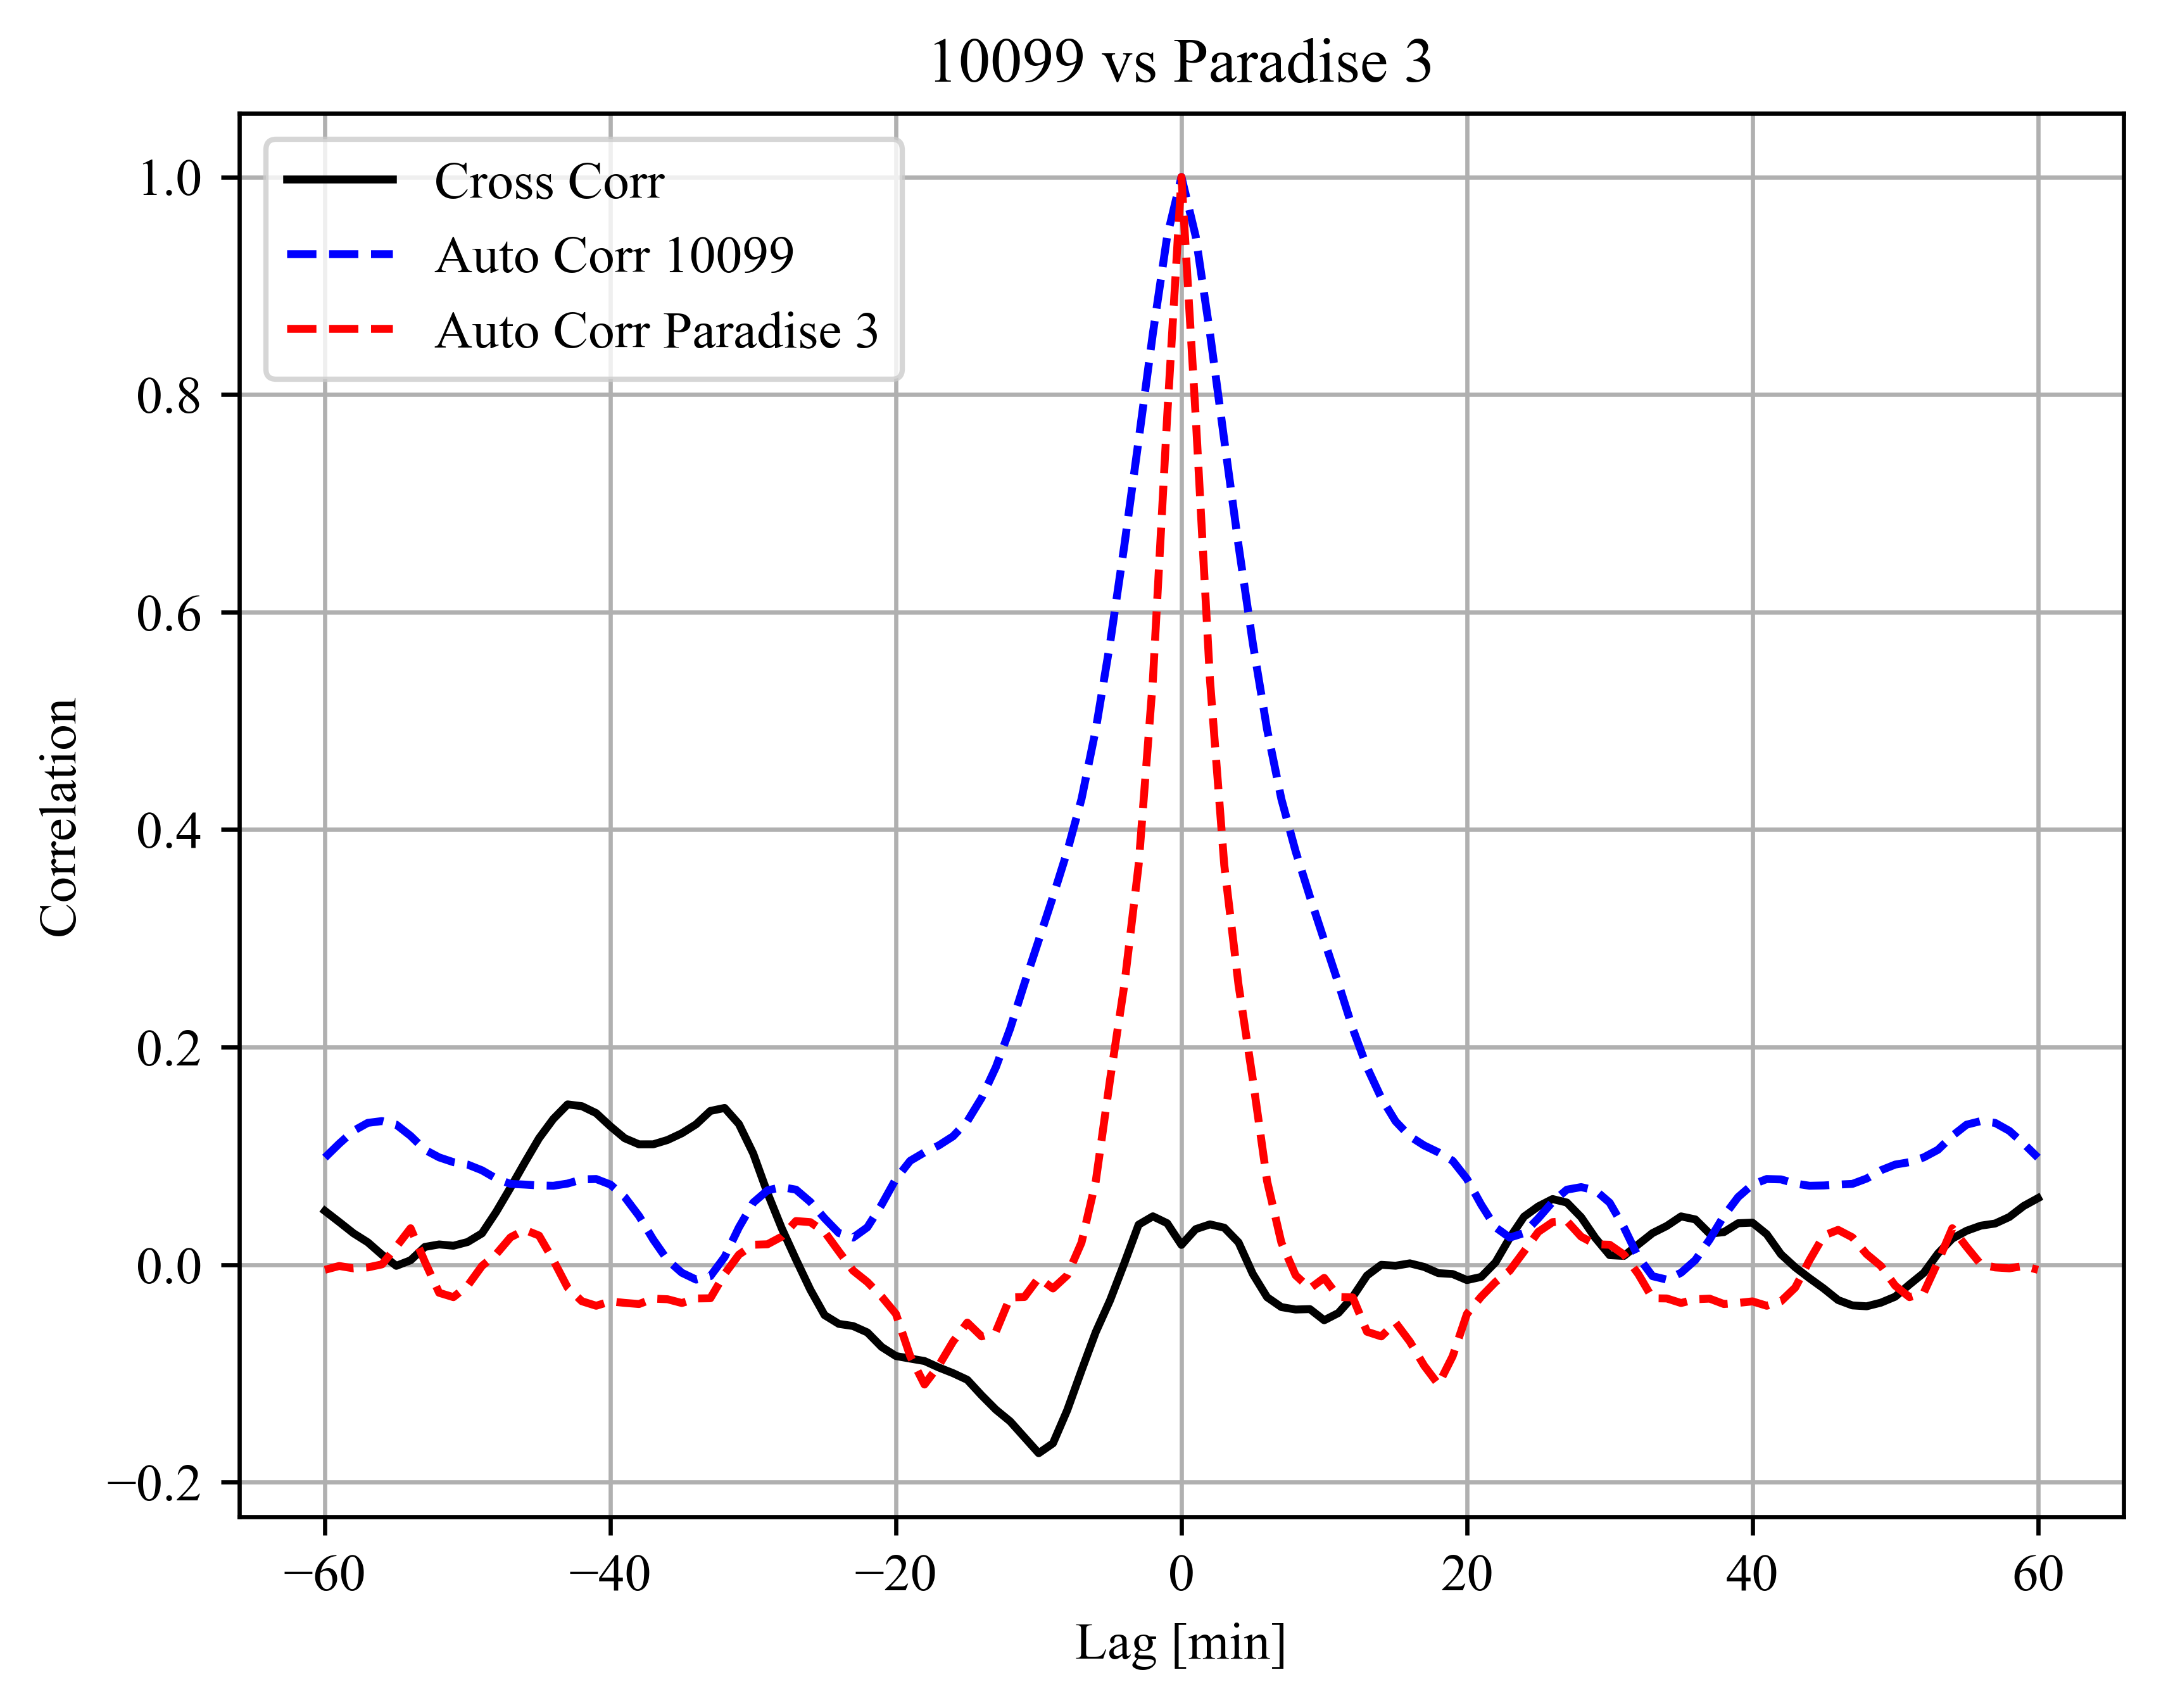 10099 vs Paradise 3
Cross Corr
Auto Corr 10099
Auto Corr Paradise 3
1.0
0.8
0.6
0.4
0.2
0.0
−0.2
Correlation
−60 −40 −20 0 20 40 60
Lag [min]